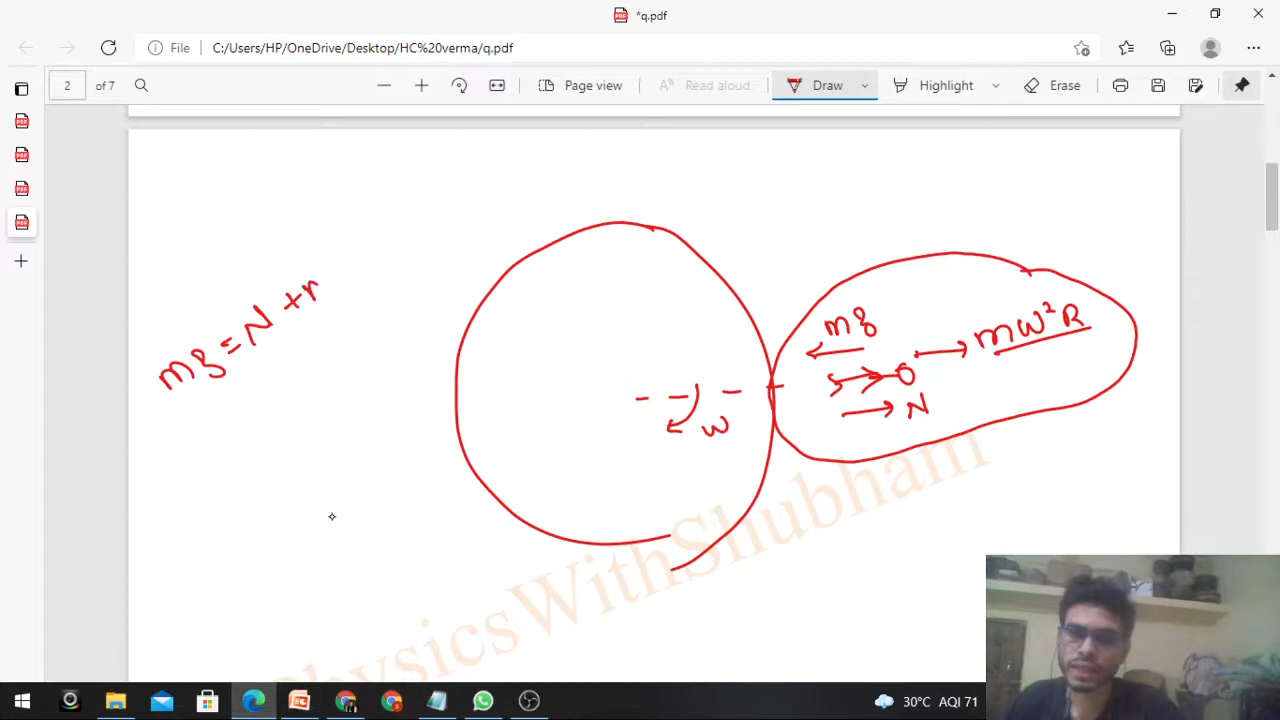 *q.pdf
File C:/Users/HP/OneDrive/Desktop/HC%20verma/q.pdf
2 of 7 Page view Read aloud Draw Highlight Erase
mg = N + r
mg
mω²R
N
ω
PhysicsWithShubham
30°C AQI 71